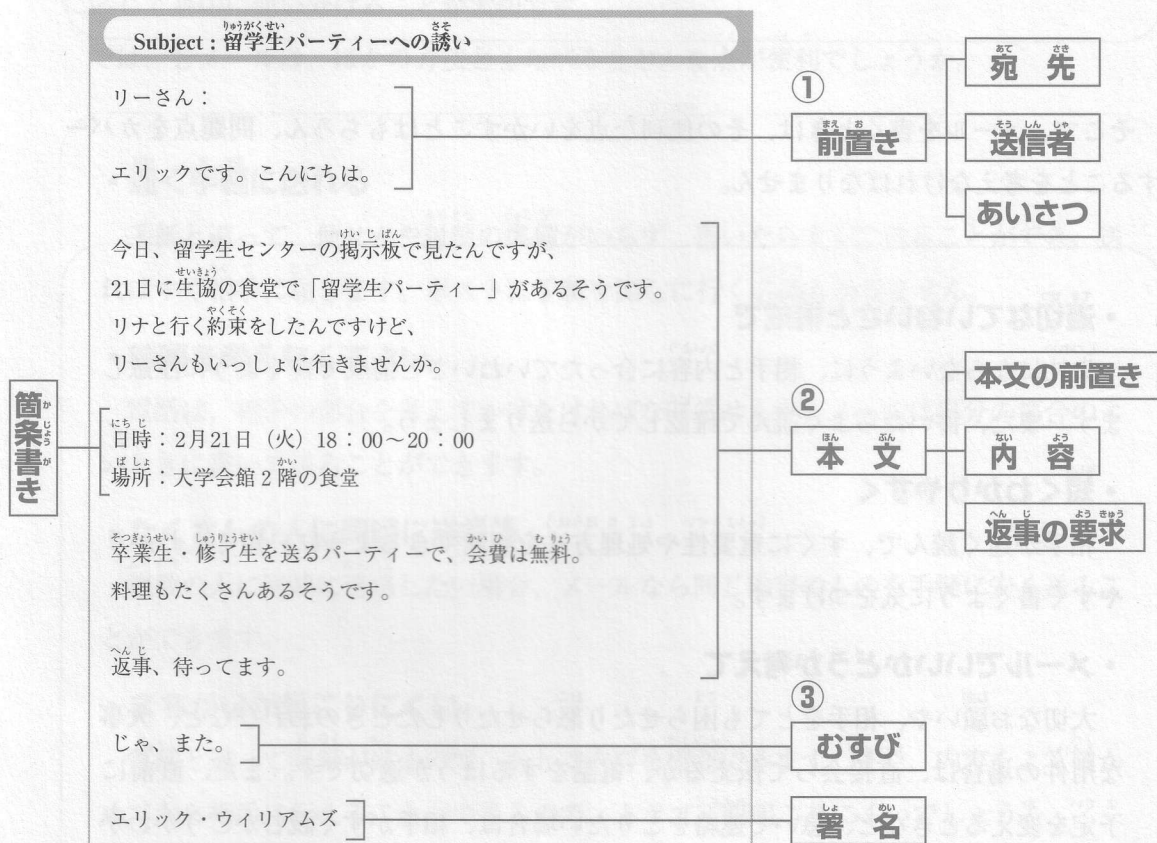 Subject : 留学生パーティーへの誘い
リーさん：
エリックです。こんにちは。
今日、留学生センターの掲示板で見たんですが、
21日に生協の食堂で「留学生パーティー」があるそうです。
リナと行く約束をしたんですけど、
リーさんもいっしょに行きませんか。
箇条書き
日時：2月21日（火）18：00～20：00
場所：大学会館2階の食堂
卒業生・修了生を送るパーティーで、会費は無料。
料理もたくさんあるそうです。
返事、待ってます。
じゃ、また。
エリック・ウィリアムズ
①
前置き
宛先
送信者
あいさつ
②
本文
本文の前置き
内容
返事の要求
③
むすび
署名